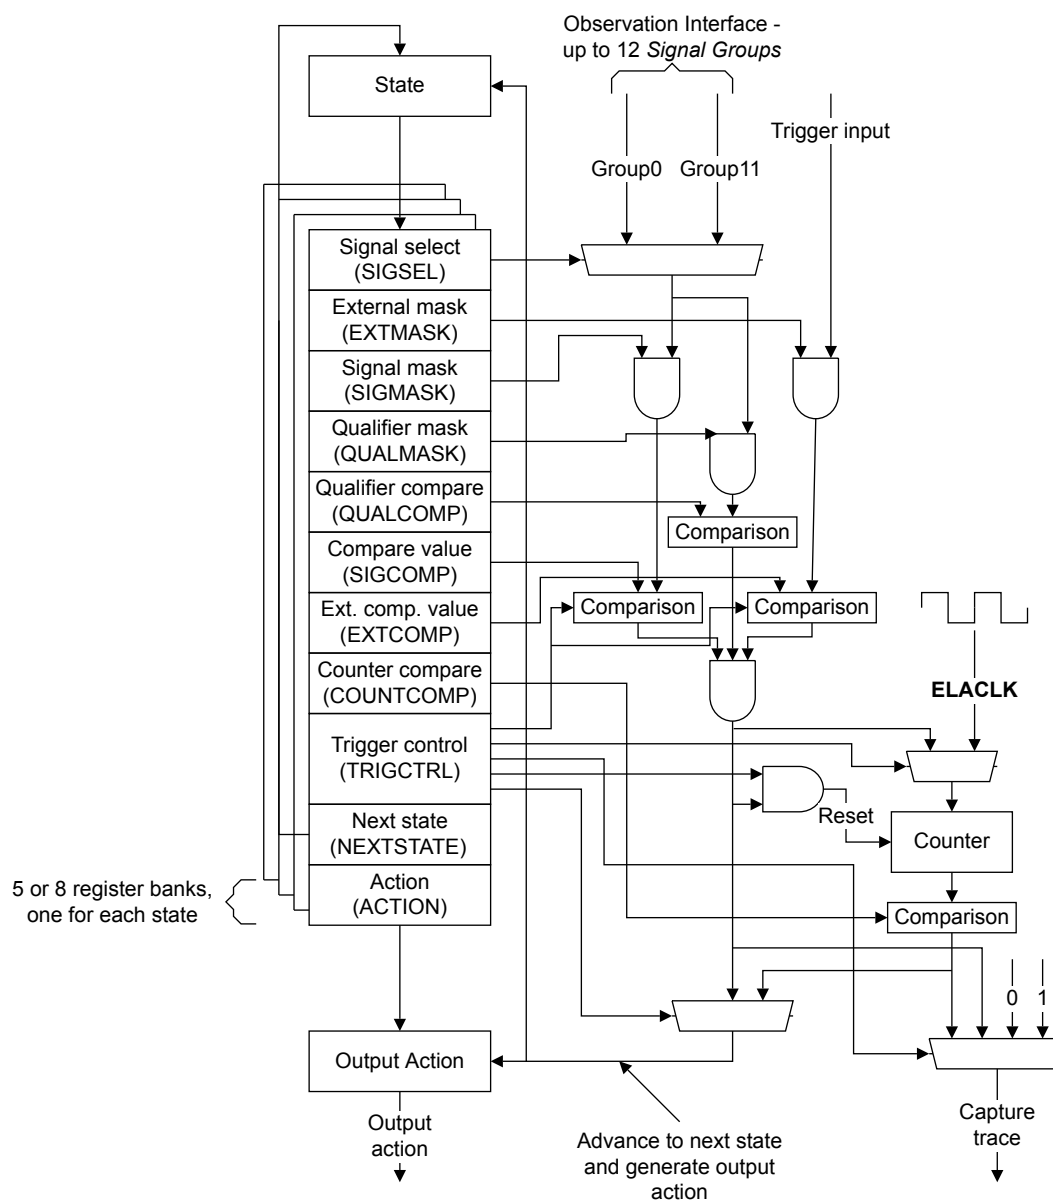 Observation Interface -
up to 12 Signal Groups
State
Trigger input
Group0
Group11
Signal select
(SIGSEL)
External mask
(EXTMASK)
Signal mask
(SIGMASK)
Qualifier mask
(QUALMASK)
Qualifier compare
(QUALCOMP)
Comparison
Compare value
(SIGCOMP)
Comparison
Comparison
Ext. comp. value
(EXTCOMP)
Counter compare
(COUNTCOMP)
ELACLK
Trigger control
(TRIGCTRL)
Reset
Next state
(NEXTSTATE)
Counter
5 or 8 register banks,
one for each state
Action
(ACTION)
Comparison
0
1
Output Action
Output
action
Advance to next state
and generate output
action
Capture
trace